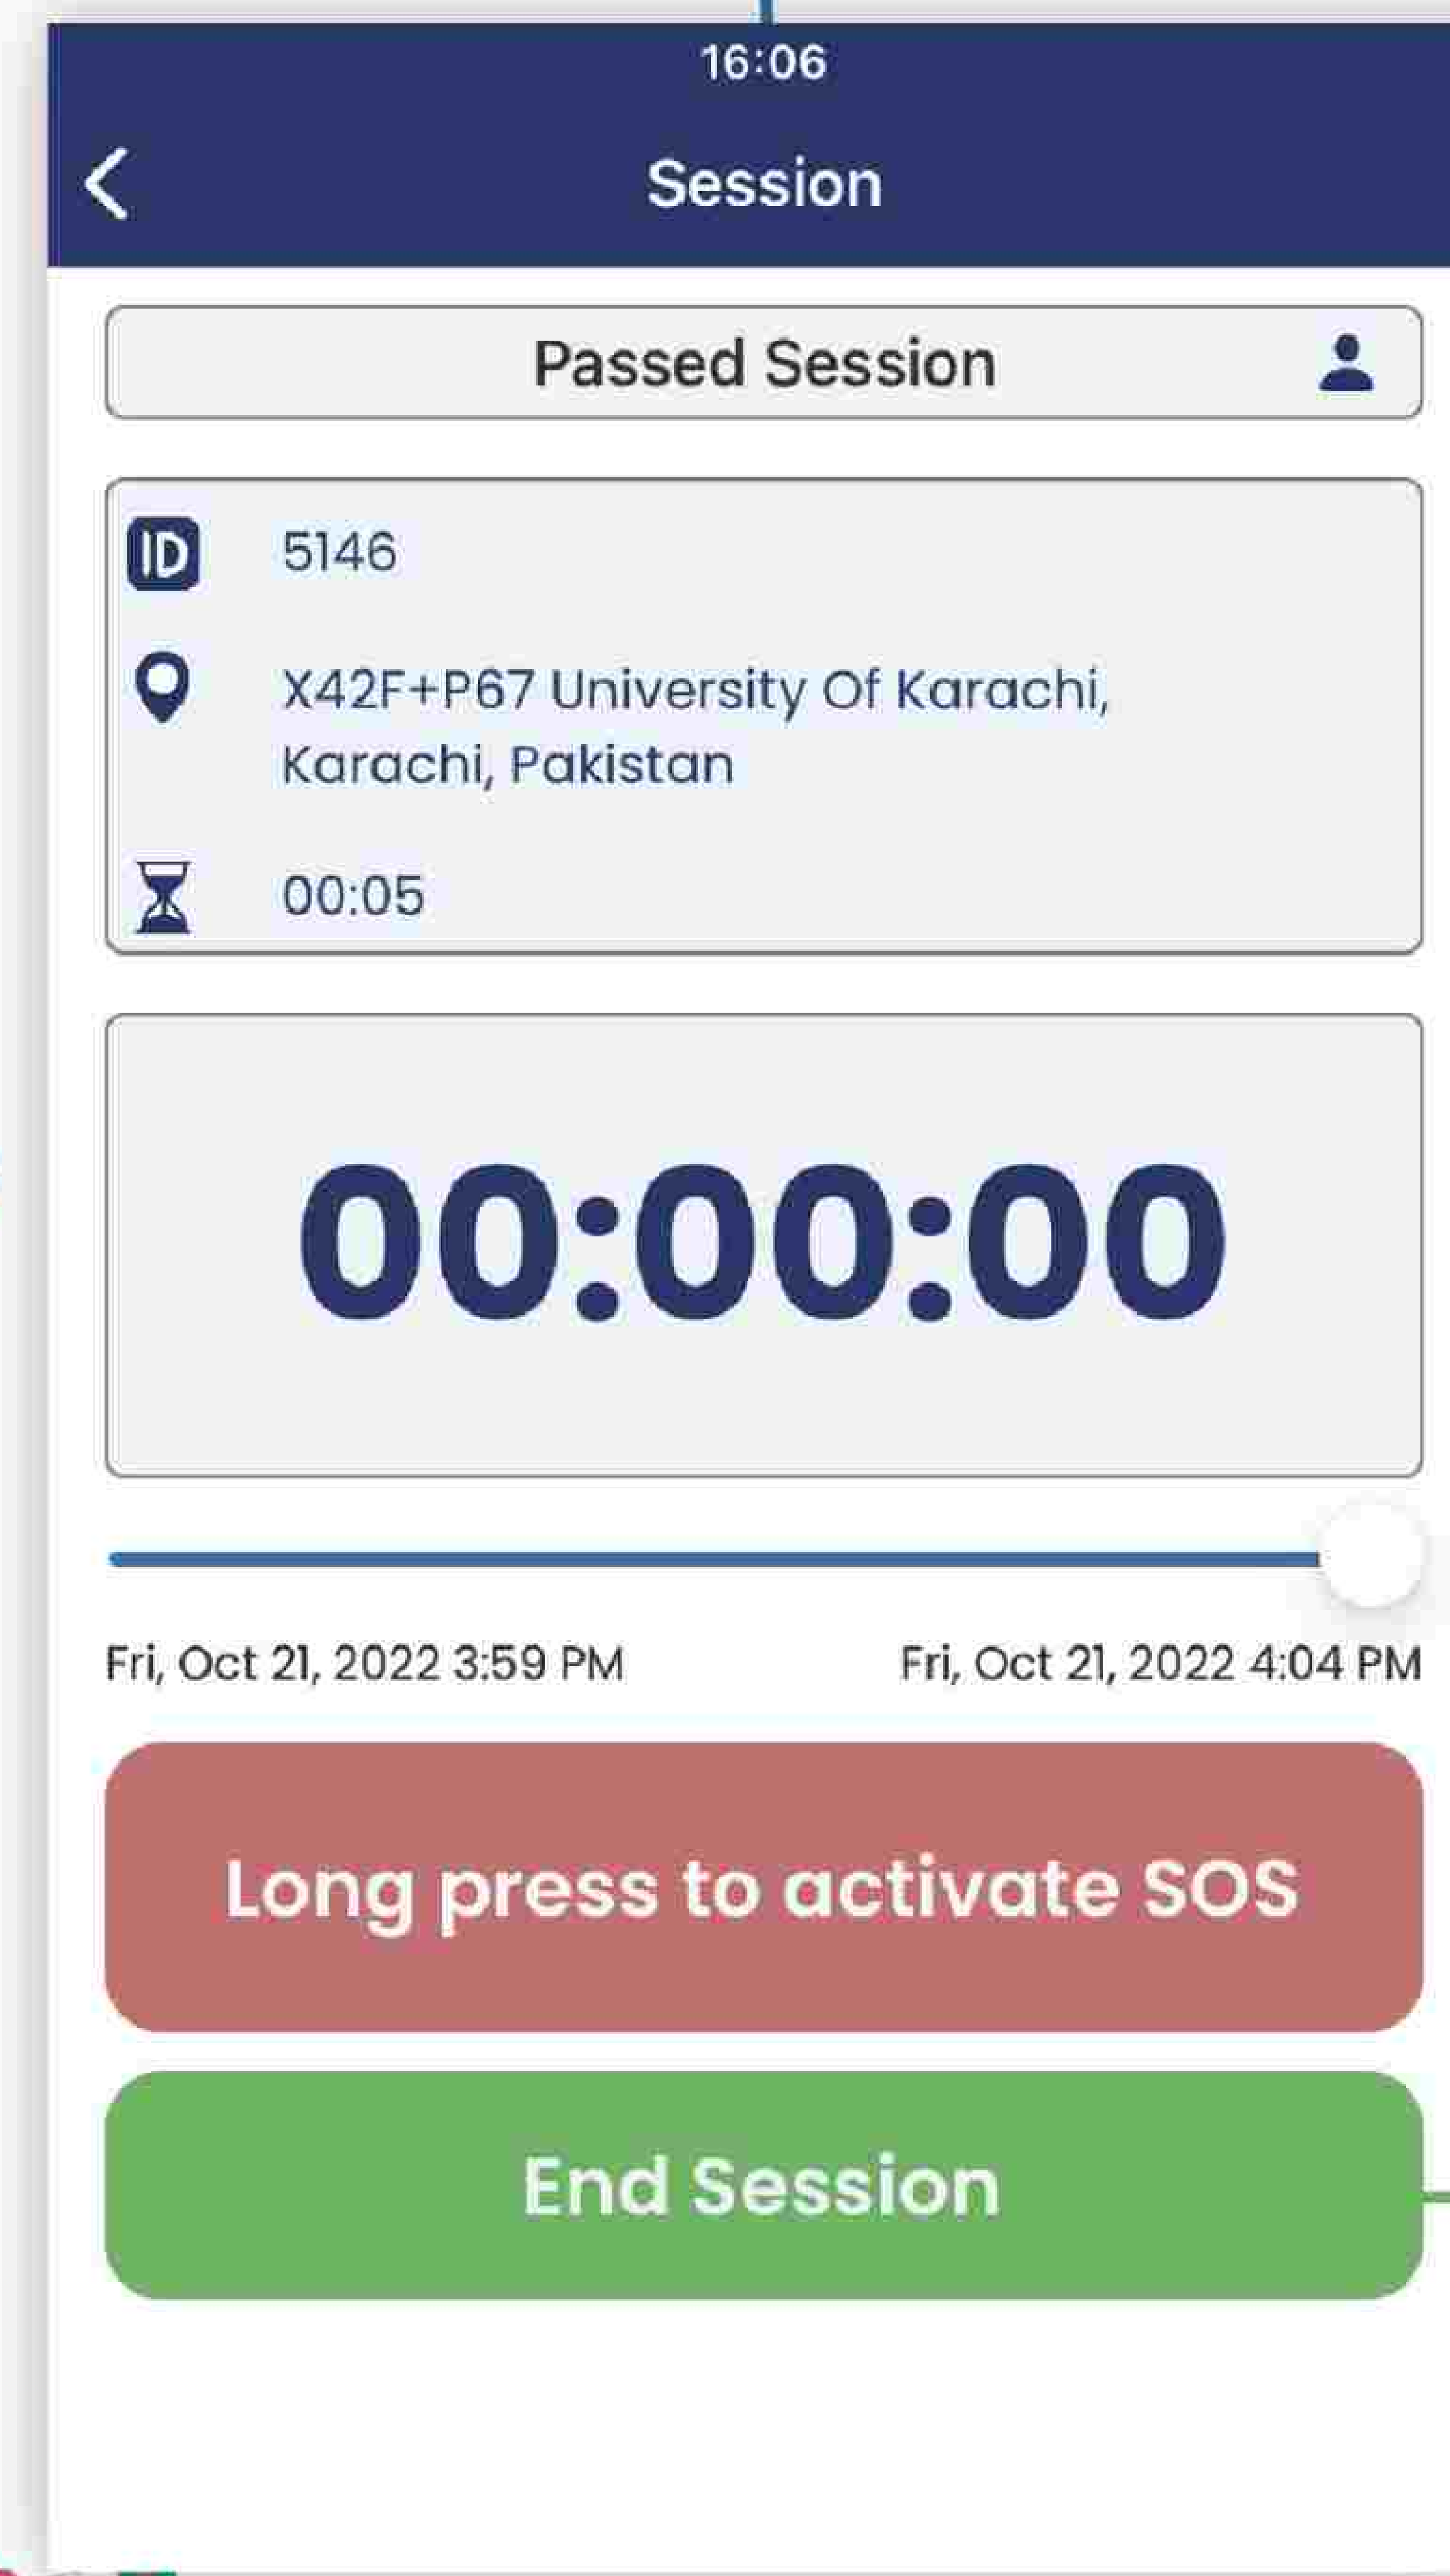 16:06
Session
Passed Session
ID 5146
X42F+P67 University Of Karachi,
Karachi, Pakistan
00:05
00:00:00
Fri, Oct 21, 2022 3:59 PM Fri, Oct 21, 2022 4:04 PM
Long press to activate SOS
End Session